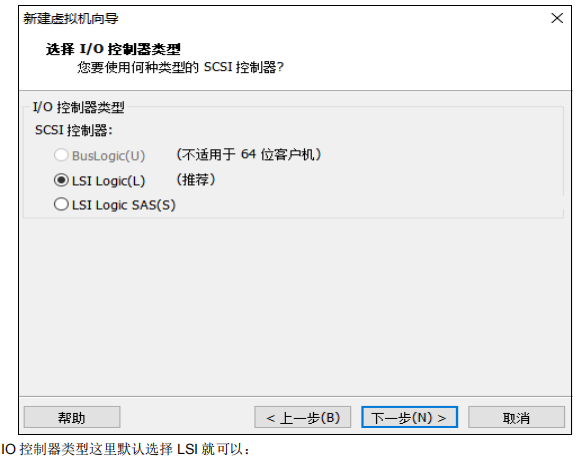 新建虚拟机向导
选择 I/O 控制器类型
您要使用何种类型的 SCSI 控制器?
I/O 控制器类型
SCSI 控制器:
BusLogic(U) (不适用于 64 位客户机)
LSI Logic(L) (推荐)
LSI Logic SAS(S)
帮助 < 上一步(B) 下一步(N) > 取消
IO 控制器类型这里默认选择 LSI 就可以：